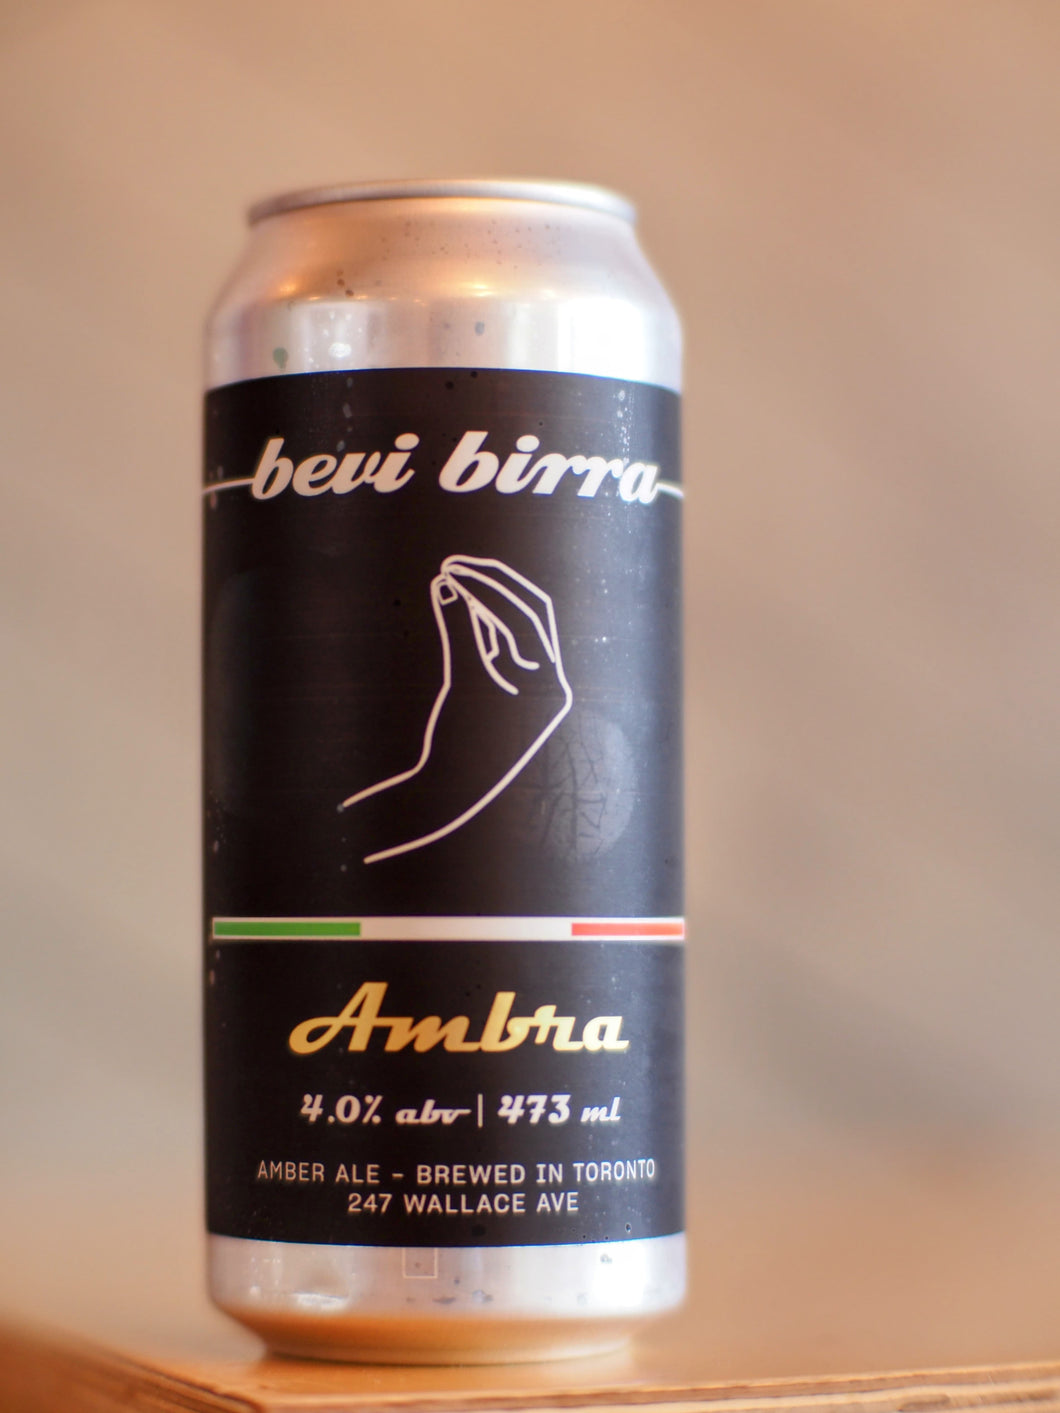 bevi birra
Ambra
4.0% abv | 473 ml
AMBER ALE - BREWED IN TORONTO
247 WALLACE AVE